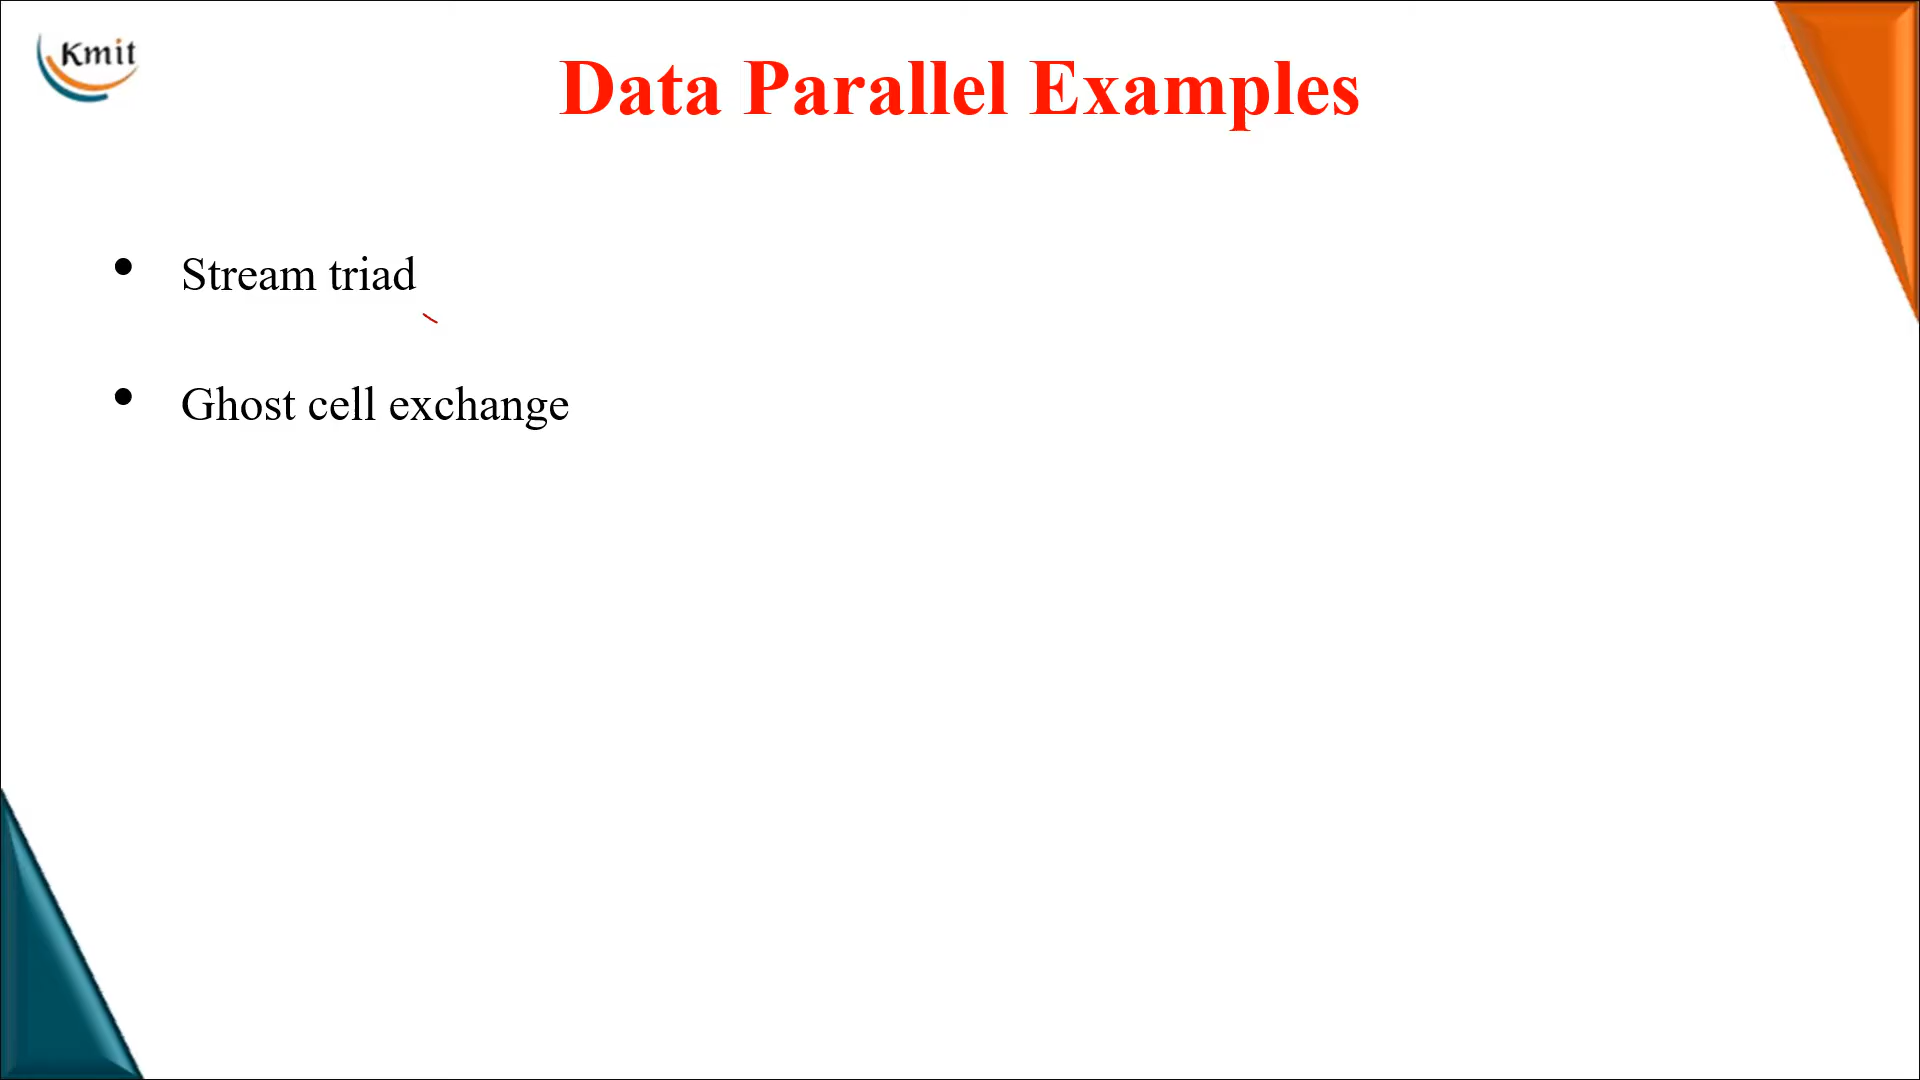 Kmit
Data Parallel Examples
• Stream triad
• Ghost cell exchange